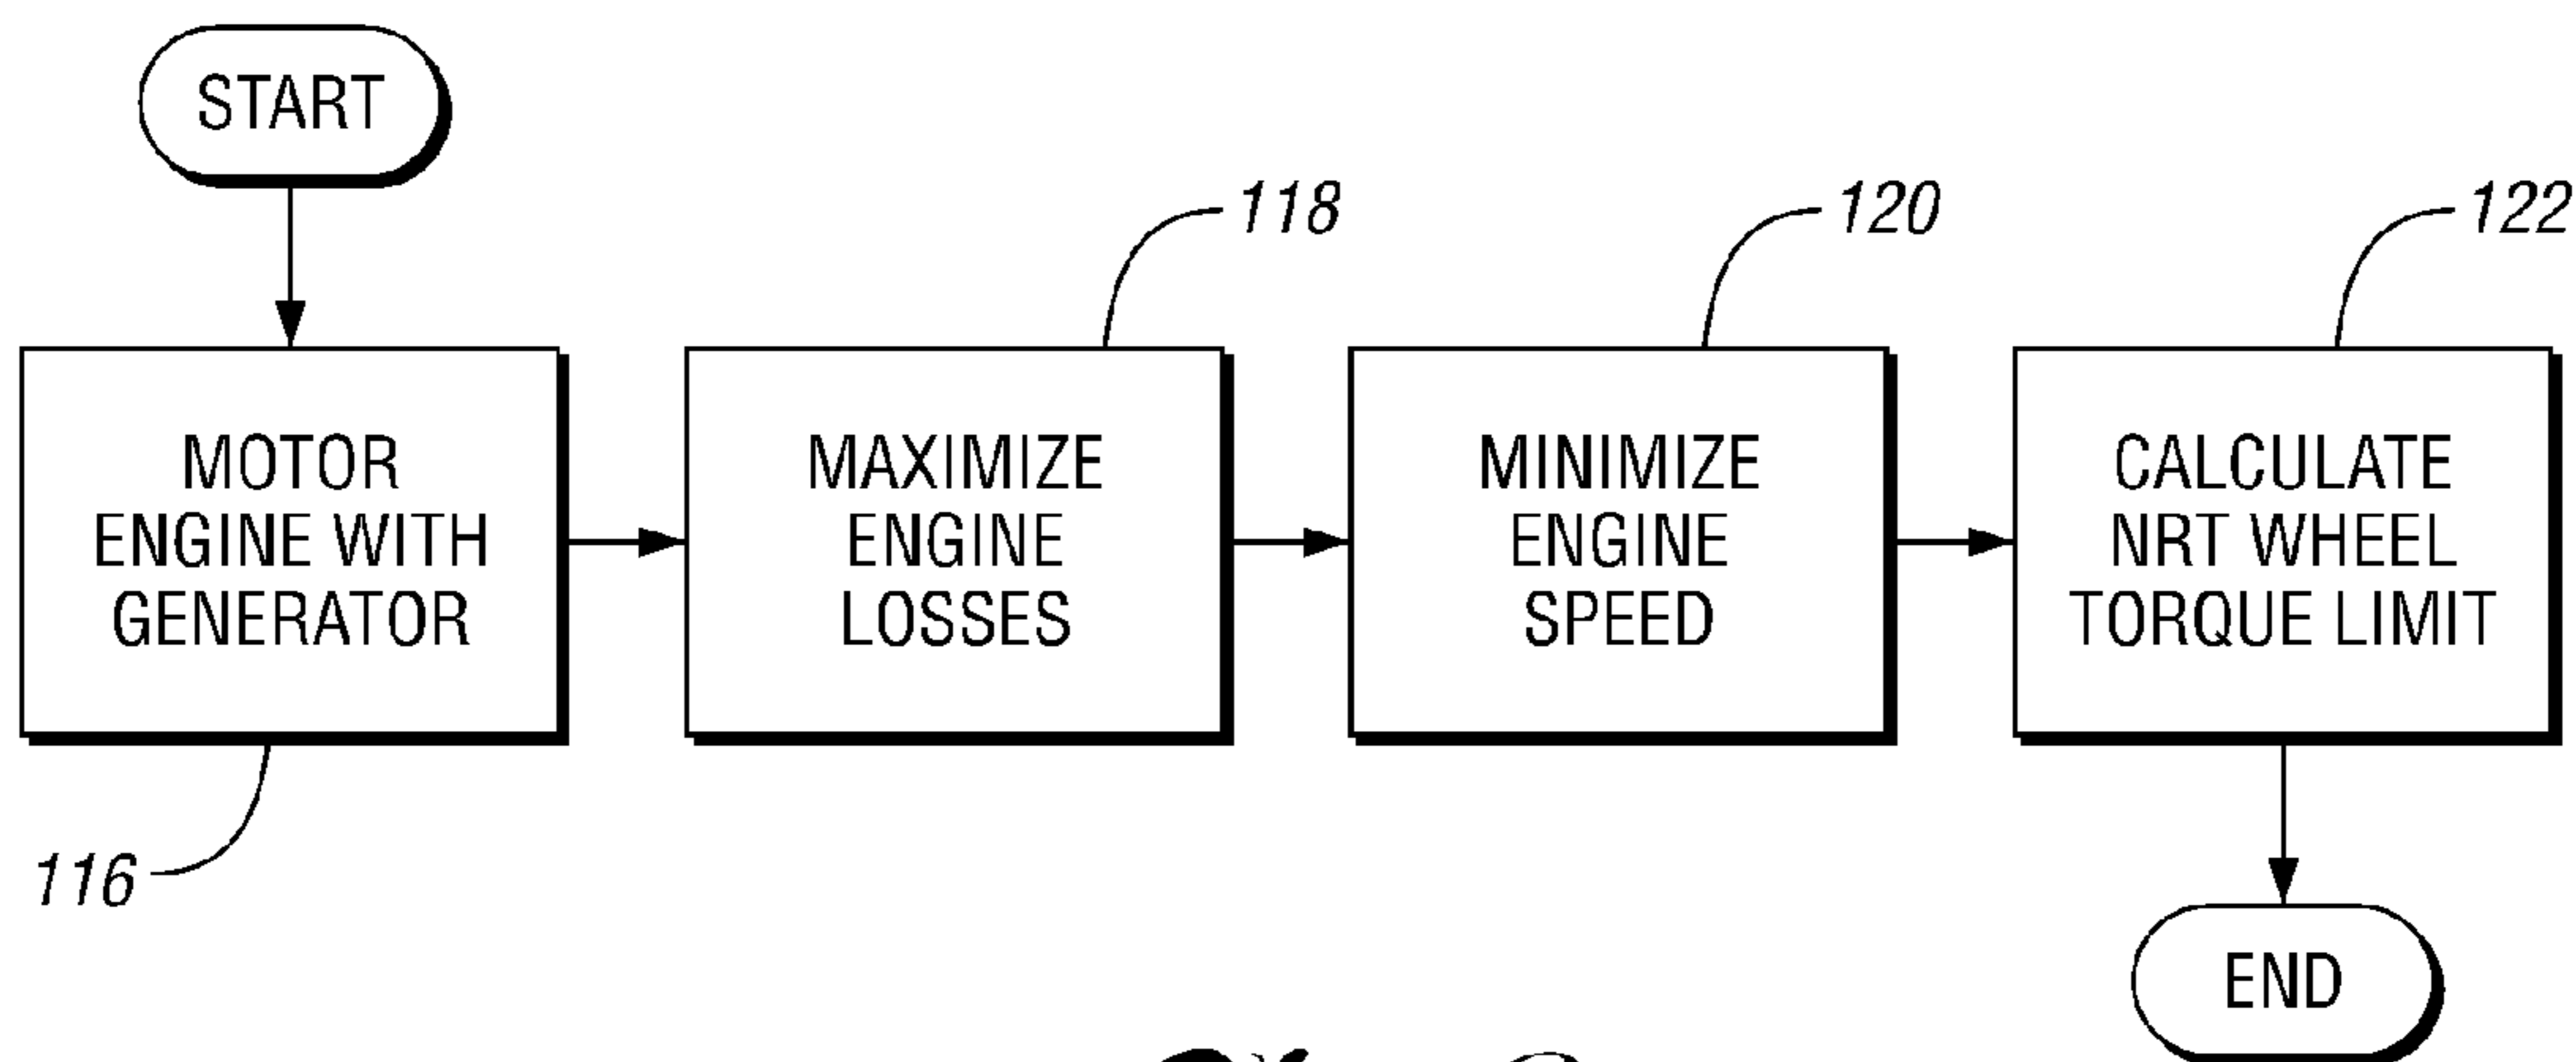 START
118
120
122
MOTOR
ENGINE WITH
GENERATOR
MAXIMIZE
ENGINE
LOSSES
MINIMIZE
ENGINE
SPEED
CALCULATE
NRT WHEEL
TORQUE LIMIT
116
END